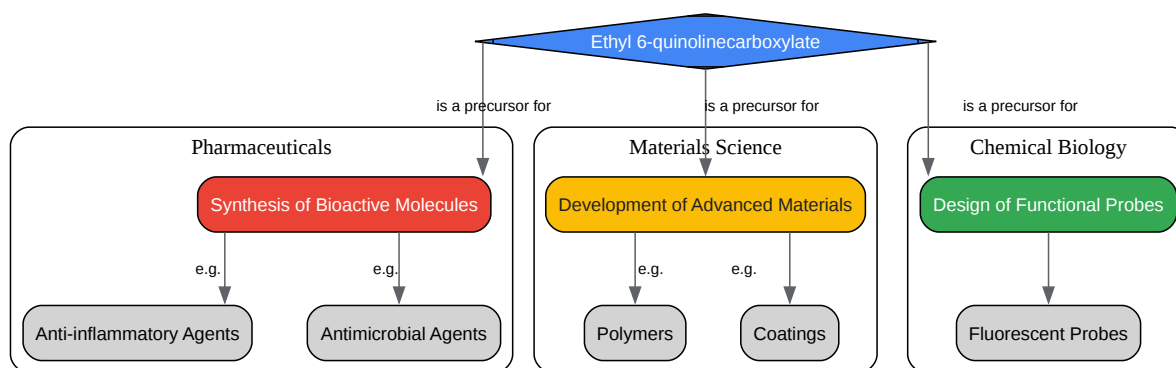 Ethyl 6-quinolinecarboxylate
is a precursor for
is a precursor for
is a precursor for
Pharmaceuticals
Materials Science
Chemical Biology
Synthesis of Bioactive Molecules
Development of Advanced Materials
Design of Functional Probes
e.g.
e.g.
e.g.
e.g.
Anti-inflammatory Agents
Antimicrobial Agents
Polymers
Coatings
Fluorescent Probes